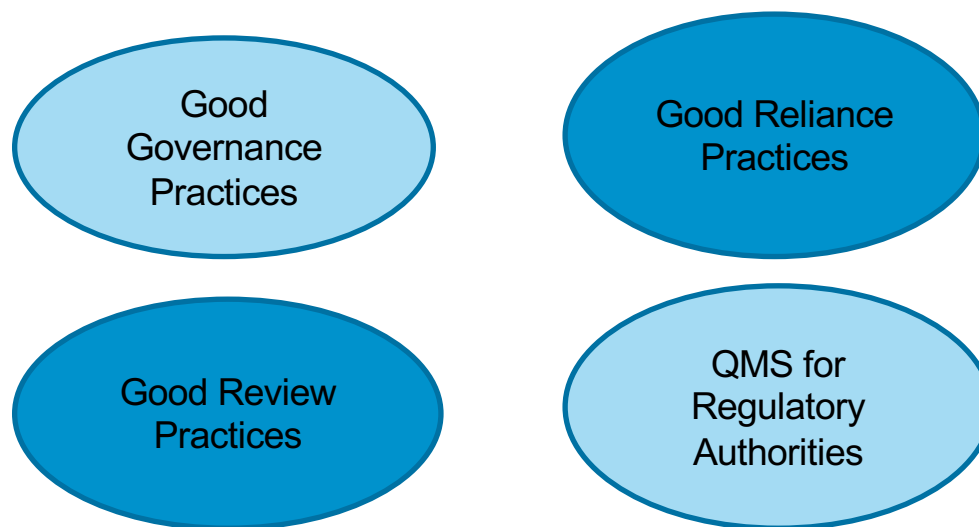 Good
Governance
Practices
Good Reliance
Practices
Good Review
Practices
QMS for
Regulatory
Authorities